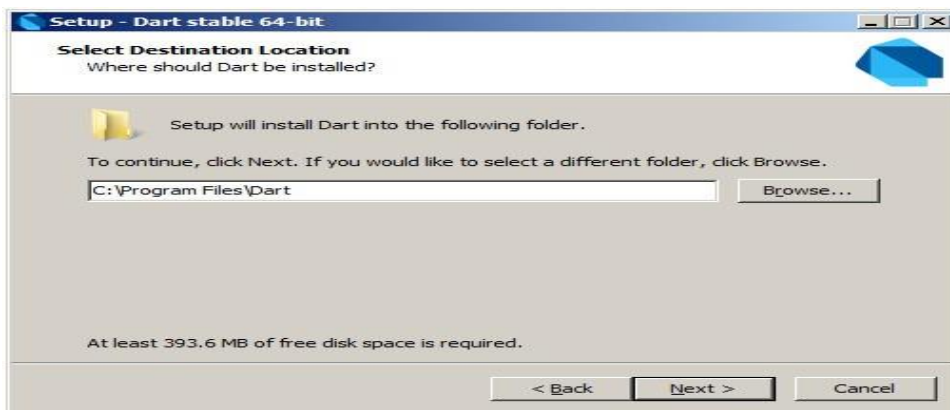 Setup - Dart stable 64-bit
Select Destination Location
Where should Dart be installed?
Setup will install Dart into the following folder.
To continue, click Next. If you would like to select a different folder, click Browse.
C:\Program Files\Dart
Browse...
At least 393.6 MB of free disk space is required.
< Back
Next >
Cancel